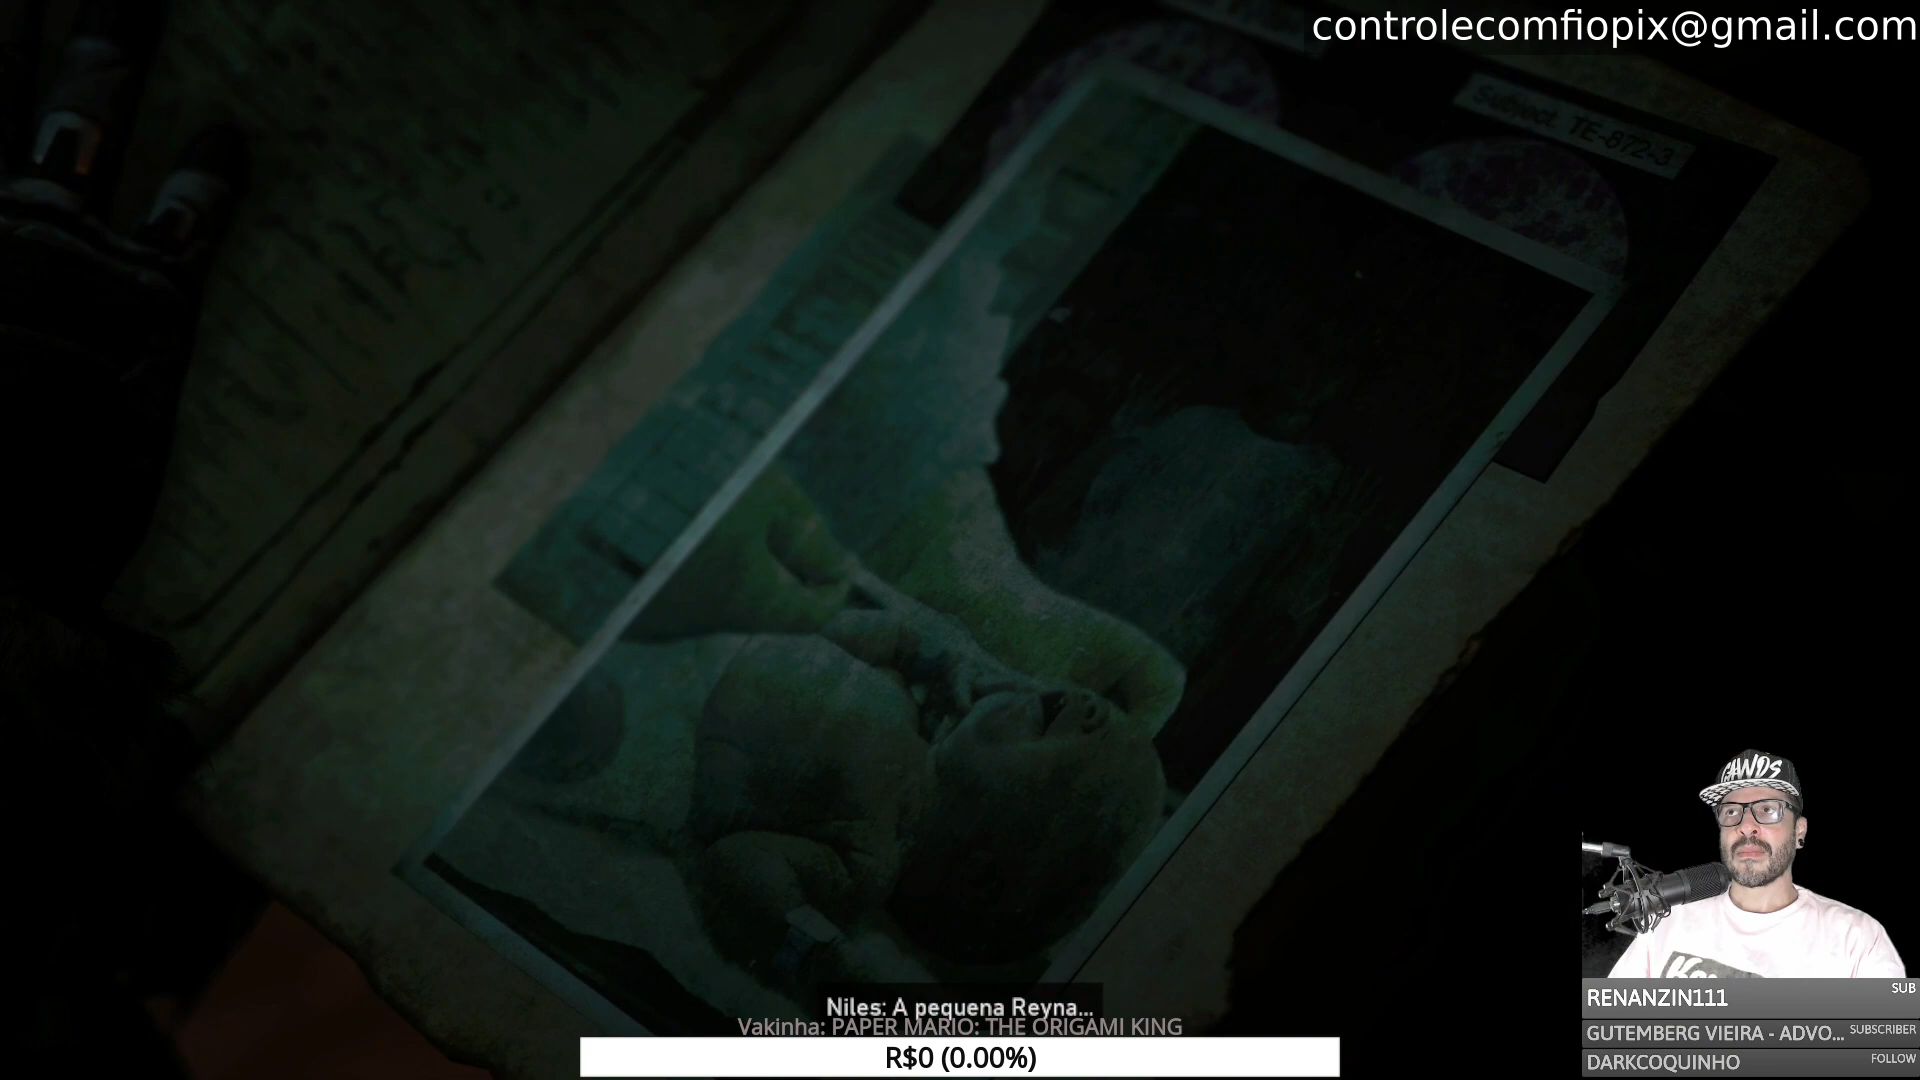 controlecomfiopix@gmail.com
Subject. TE-872-3
GANDS
Niles: A pequena Reyna...
Vakinha: PAPER MARIO: THE ORIGAMI KING
R$0 (0.00%)
RENANZIN111
SUB
GUTEMBERG VIEIRA - ADVO...
SUBSCRIBER
DARKCOQUINHO
FOLLOW